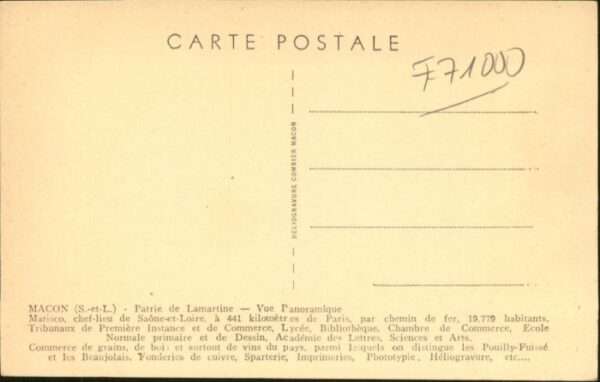 CARTE POSTALE
F71000
HÉLIOGRAVURE COMBIER MACON
MACON (S.-et-L.) - Patrie de Lamartine — Vue Panoramique
Matisco, chef-lieu de Saône-et-Loire, à 441 kilomètres de Paris, par chemin de fer, 19.779 habitants,
Tribunaux de Première Instance et de Commerce, Lycée, Bibliothèque, Chambre de Commerce, Ecole
Normale primaire et de Dessin, Académie des Lettres, Sciences et Arts.
Commerce de grains, de bois et surtout de vins du pays, parmi lesquels on distingue les Pouilly-Fuissé
et les Beaujolais. Fonderies de cuivre, Sparterie, Imprimeries, Phototypie, Héliogravure, etc....